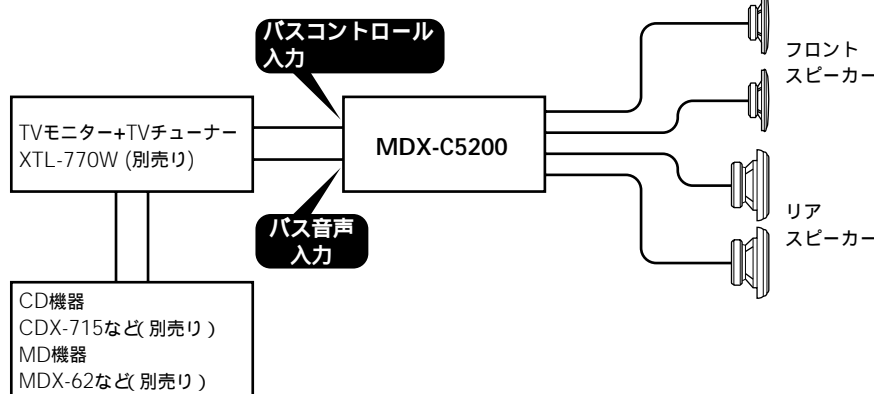 バスコントロール
入力
フロント
スピーカー
TVモニター+TVチューナー
XTL-770W (別売り)
MDX-C5200
バス音声
入力
リア
スピーカー
CD機器
CDX-715など( 別売り )
MD機器
MDX-62など( 別売り )